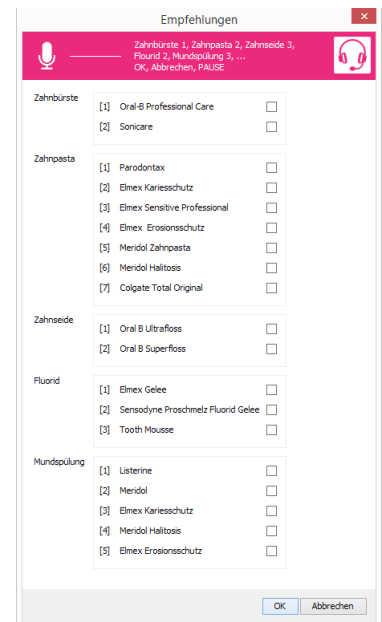 Empfehlungen
Zahnbürste 1, Zahnpasta 2, Zahnseide 3,
Flourid 2, Mundspülung 3, ...
OK, Abbrechen, PAUSE
Zahnbürste
[1] Oral-B Professional Care
[2] Sonicare
Zahnpasta
[1] Parodontax
[2] Elmex Kariesschutz
[3] Elmex Sensitive Professional
[4] Elmex Erosionsschutz
[5] Meridol Zahnpasta
[6] Meridol Halitosis
[7] Colgate Total Original
Zahnseide
[1] Oral B Ultrafloss
[2] Oral B Superfloss
Fluorid
[1] Elmex Gelee
[2] Sensodyne Proschmelz Fluorid Gelee
[3] Tooth Mousse
Mundspülung
[1] Listerine
[2] Meridol
[3] Elmex Kariesschutz
[4] Meridol Halitosis
[5] Elmex Erosionsschutz
OK Abbrechen